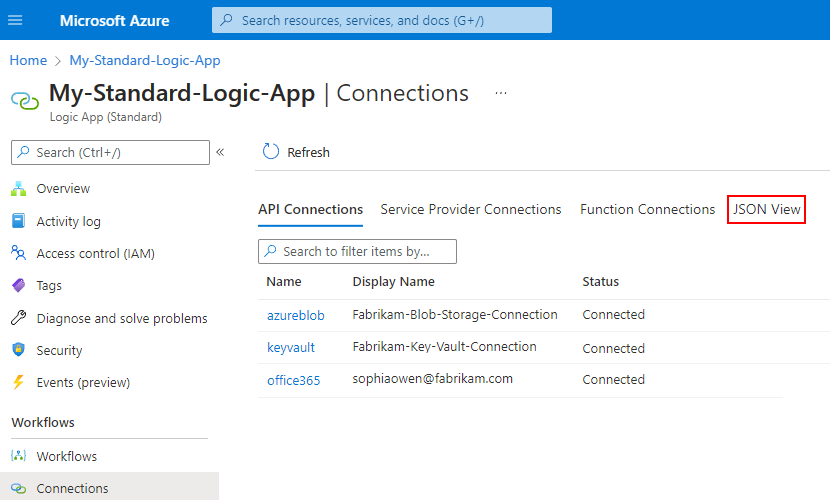 Microsoft Azure
Search resources, services, and docs (G+/)
Home > My-Standard-Logic-App
My-Standard-Logic-App | Connections ...
Logic App (Standard)
Search (Ctrl+/) «
Refresh
Overview
Activity log
Access control (IAM)
Tags
Diagnose and solve problems
Security
Events (preview)
Workflows
Workflows
Connections
API Connections Service Provider Connections Function Connections JSON View
Search to filter items by...
Name Display Name Status
azureblob Fabrikam-Blob-Storage-Connection Connected
keyvault Fabrikam-Key-Vault-Connection Connected
office365 sophiaowen@fabrikam.com Connected